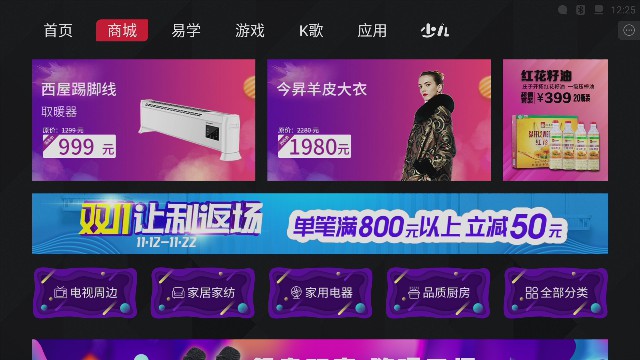 12:25
首页 商城 易学 游戏 K歌 应用 少儿
西屋踢脚线
取暖器
原价：1299元
999 元
今昇羊皮大衣
原价：2280元
1980元
红花籽油
¥399 20瓶装
双11让利返场
11·12—11·22
单笔满800元以上立减50元
电视周边
家居家纺
家用电器
品质厨房
全部分类